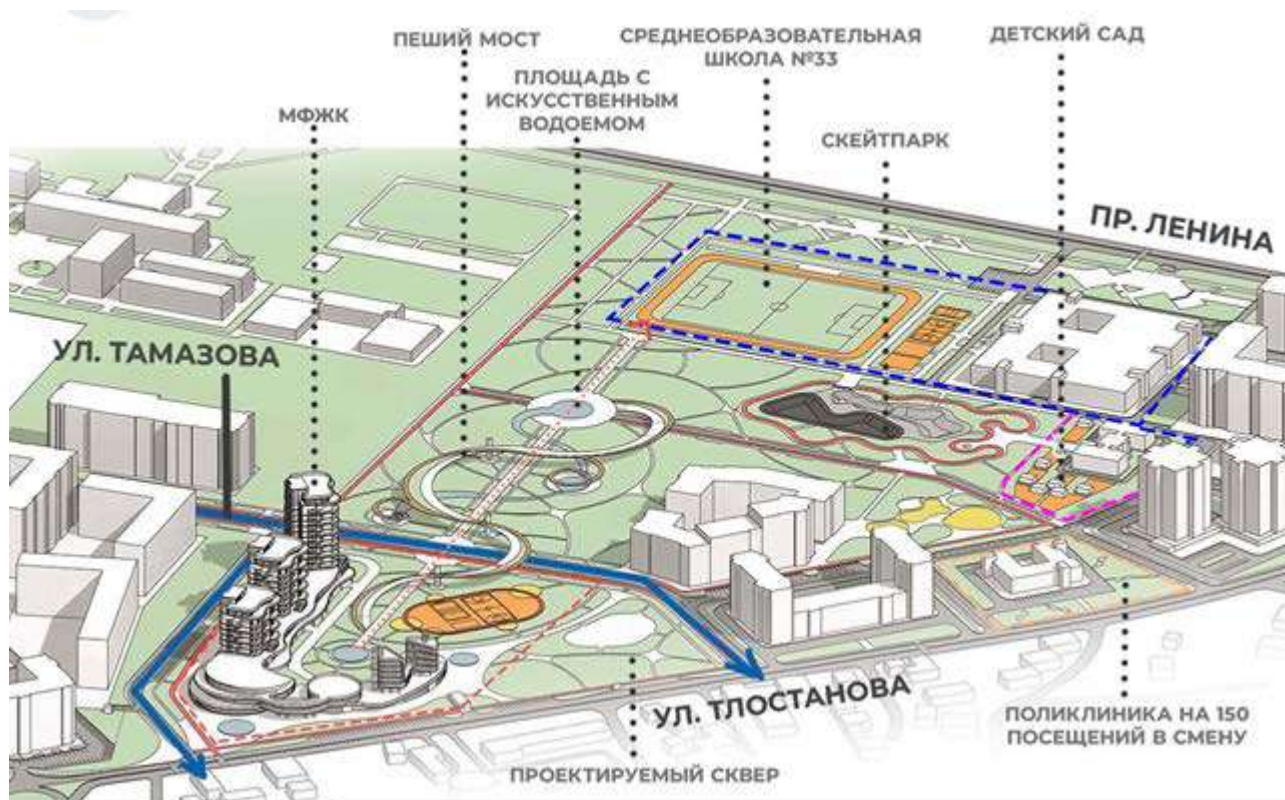 ПЕШИЙ МОСТ
СРЕДНЕОБРАЗОВАТЕЛЬНАЯ
ШКОЛА №33
ДЕТСКИЙ САД
ПЛОЩАДЬ С
ИСКУССТВЕННЫМ
ВОДОЕМОМ
МФЖК
СКЕЙТПАРК
ПР. ЛЕНИНА
УЛ. ТАМАЗОВА
УЛ. ТЛОСТАНОВА
ПОЛИКЛИНИКА НА 150
ПОСЕЩЕНИЙ В СМЕНУ
ПРОЕКТИРУЕМЫЙ СКВЕР